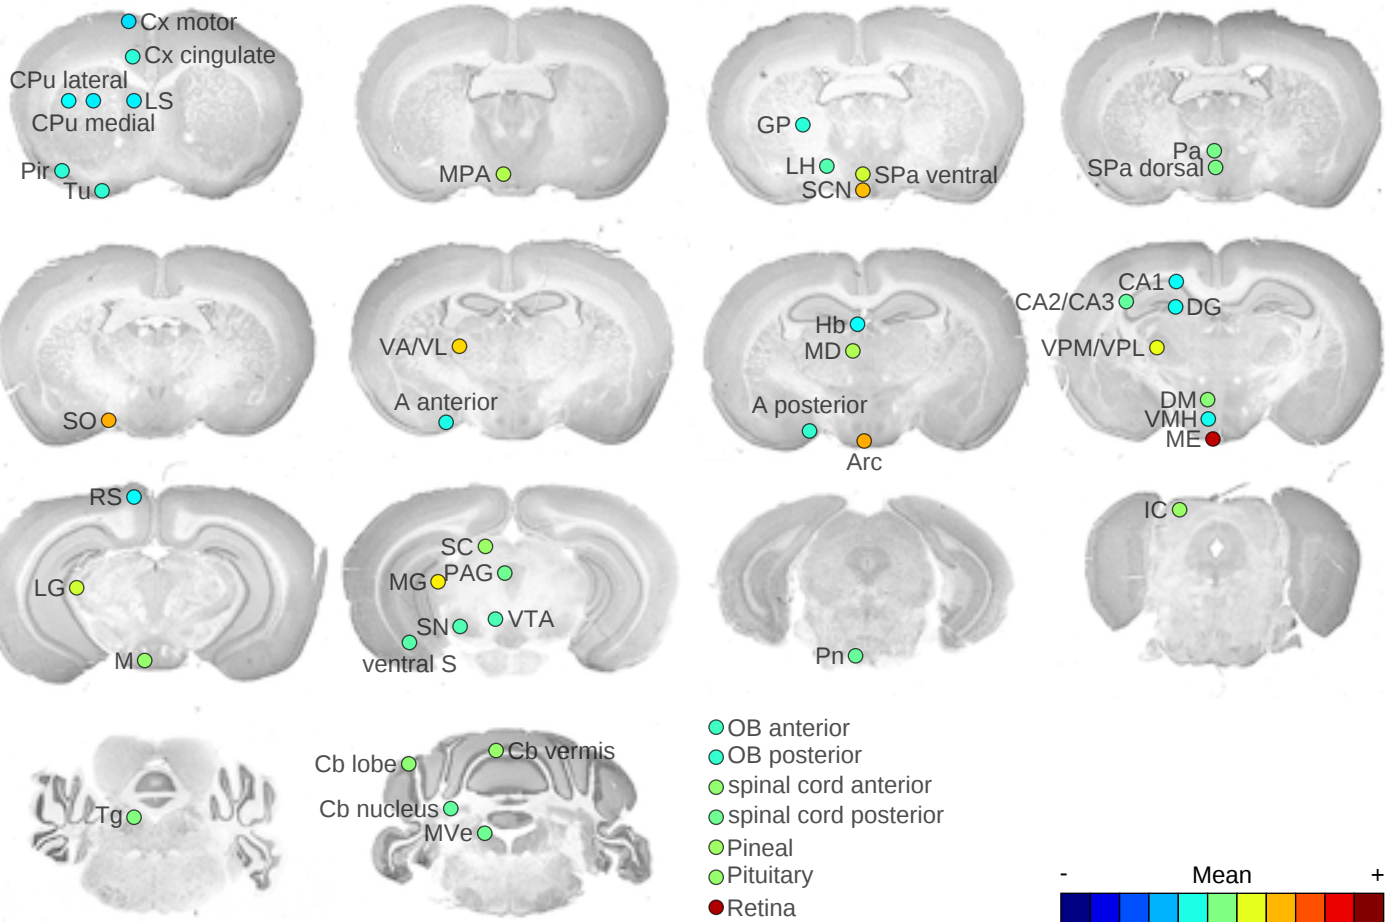 Cx motor
Cx cingulate
CPu lateral
LS
CPu medial
Pir
Tu
MPA
GP
LH
SPa ventral
SCN
Pa
SPa dorsal
SO
VA/VL
A anterior
Hb
MD
A posterior
Arc
CA1
CA2/CA3
DG
VPM/VPL
DM
VMH
ME
RS
LG
M
SC
MG
PAG
SN
VTA
ventral S
Pn
IC
Tg
Cb lobe
Cb vermis
Cb nucleus
MVe
OB anterior
OB posterior
spinal cord anterior
spinal cord posterior
Pineal
Pituitary
Retina
- Mean +